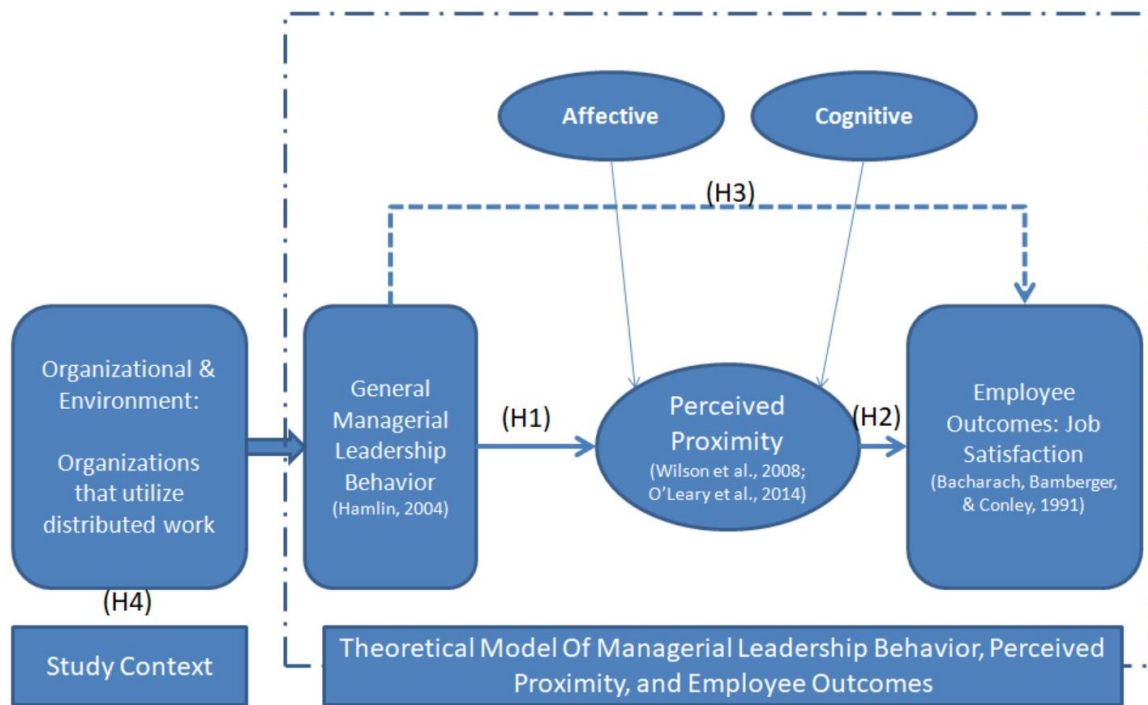 Affective
Cognitive
(H3)
Organizational &
Environment:
Organizations
that utilize
distributed work
(H4)
Study Context
General
Managerial
Leadership
Behavior
(Hamlin, 2004)
(H1)
Perceived
Proximity
(Wilson et al., 2008;
O'Leary et al., 2014)
(H2)
Employee
Outcomes: Job
Satisfaction
(Bacharach, Bamberger,
& Conley, 1991)
Theoretical Model Of Managerial Leadership Behavior, Perceived
Proximity, and Employee Outcomes